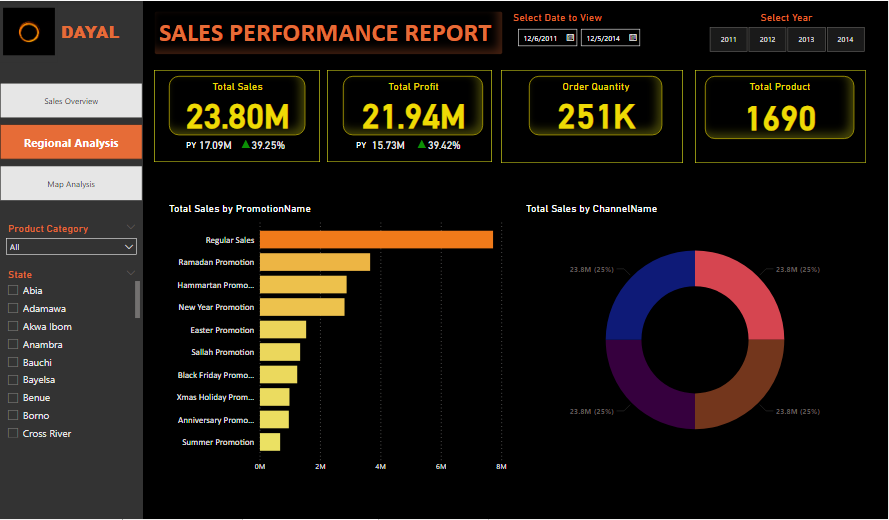 DAYAL
SALES PERFORMANCE REPORT
Select Date to View
12/6/2011
12/5/2014
Select Year
2011
2012
2013
2014
Sales Overview
Regional Analysis
Map Analysis
Product Category
All
State
Abia
Adamawa
Akwa Ibom
Anambra
Bauchi
Bayelsa
Benue
Borno
Cross River
Total Sales
23.80M
PY 17.09M ▲39.25%
Total Profit
21.94M
PY 15.73M ▲39.42%
Order Quantity
251K
Total Product
1690
Total Sales by PromotionName
Regular Sales
Ramadan Promotion
Hammartan Promo...
New Year Promotion
Easter Promotion
Sallah Promotion
Black Friday Promo...
Xmas Holiday Prom...
Anniversary Promo...
Summer Promotion
0M
2M
4M
6M
8M
Total Sales by ChannelName
23.8M (25%)
23.8M (25%)
23.8M (25%)
23.8M (25%)